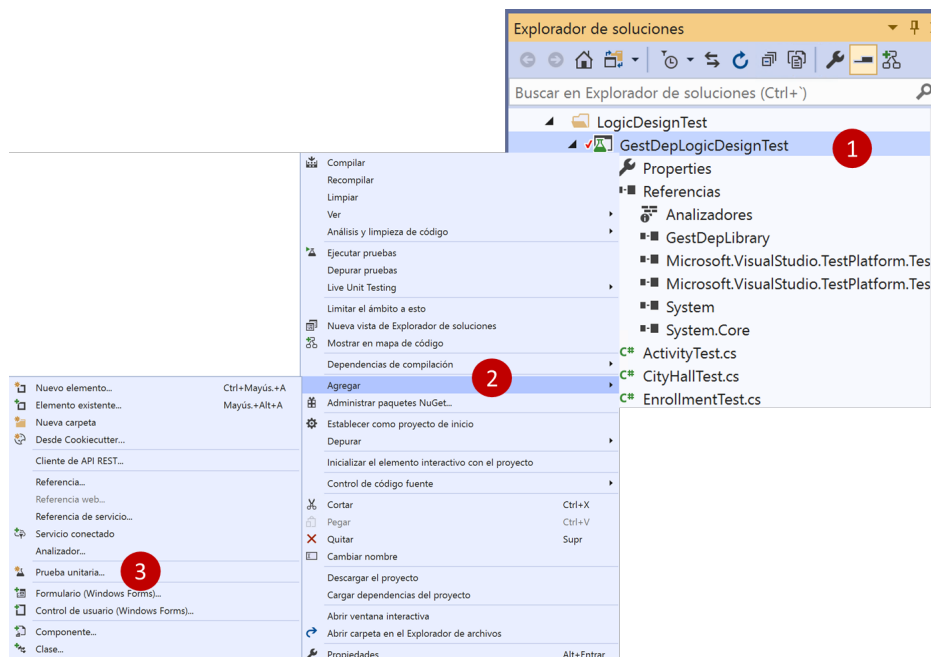 Explorador de soluciones
Buscar en Explorador de soluciones (Ctrl+`)
LogicDesignTest
GestDepLogicDesignTest
1
Properties
Referencias
Analizadores
GestDepLibrary
Microsoft.VisualStudio.TestPlatform.Tes
Microsoft.VisualStudio.TestPlatform.Tes
System
System.Core
C# ActivityTest.cs
C# CityHallTest.cs
C# EnrollmentTest.cs
Compilar
Recompilar
Limpiar
Ver
Análisis y limpieza de código
Ejecutar pruebas
Depurar pruebas
Live Unit Testing
Limitar el ámbito a esto
Nueva vista de Explorador de soluciones
Mostrar en mapa de código
Dependencias de compilación
Agregar
2
Administrar paquetes NuGet...
Establecer como proyecto de inicio
Depurar
Inicializar el elemento interactivo con el proyecto
Control de código fuente
Cortar Ctrl+X
Pegar Ctrl+V
Quitar Supr
Cambiar nombre
Descargar el proyecto
Cargar dependencias del proyecto
Abrir ventana interactiva
Abrir carpeta en el Explorador de archivos
Propiedades Alt+Entrar
Nuevo elemento... Ctrl+Mayús.+A
Elemento existente... Mayús.+Alt+A
Nueva carpeta
Desde Cookiecutter...
Cliente de API REST...
Referencia...
Referencia web...
Referencia de servicio...
Servicio conectado
Analizador...
Prueba unitaria...
3
Formulario (Windows Forms)...
Control de usuario (Windows Forms)...
Componente...
Clase...